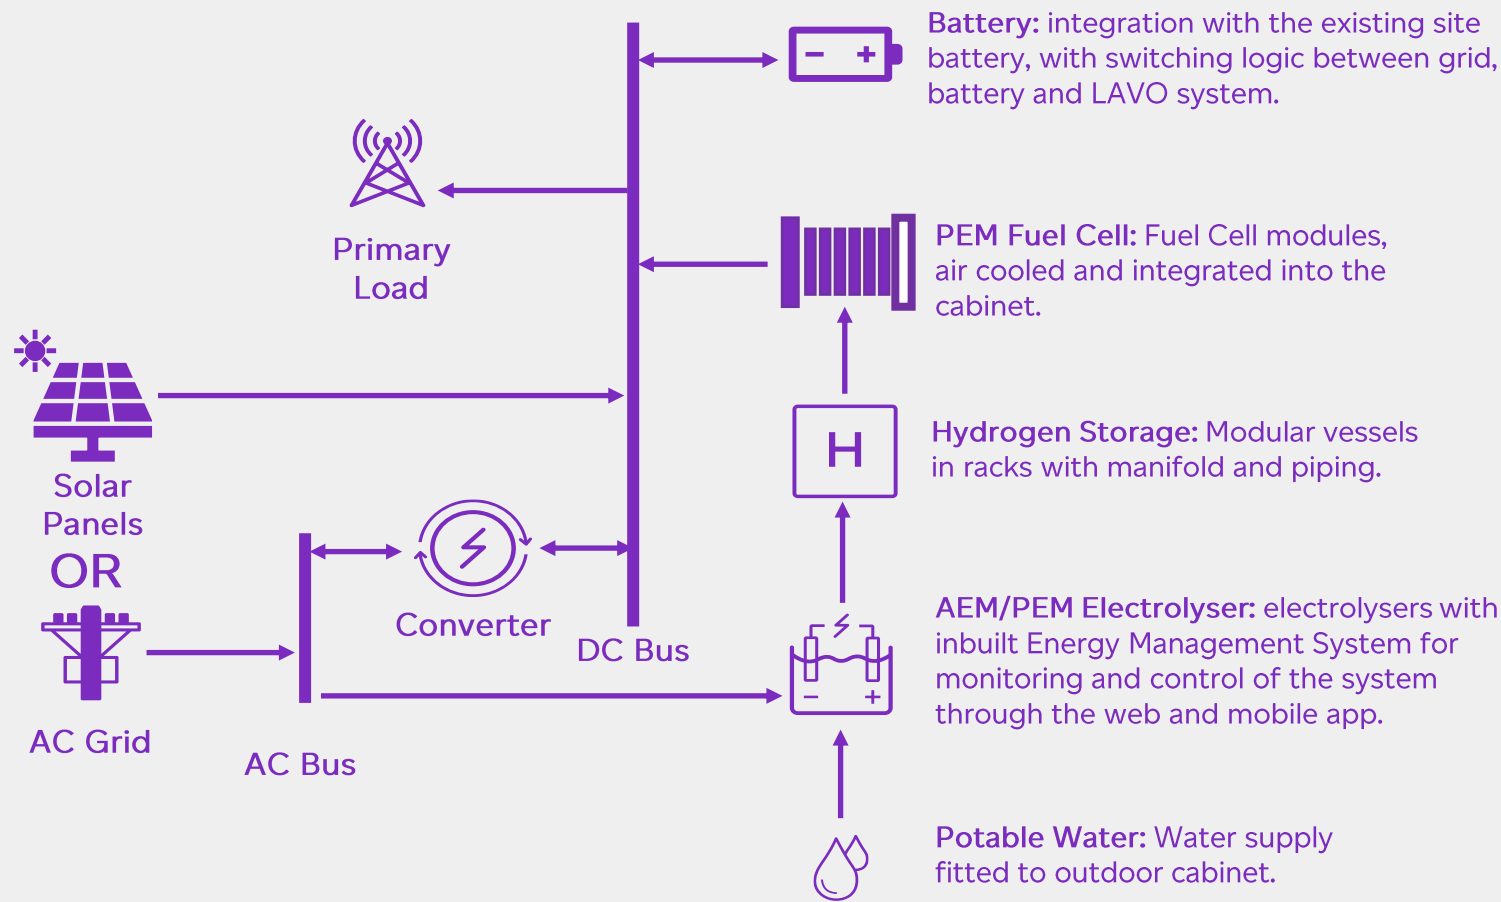 Battery: integration with the existing site
battery, with switching logic between grid,
battery and LAVO system.
Primary
Load
PEM Fuel Cell: Fuel Cell modules,
air cooled and integrated into the
cabinet.
Solar
Panels
OR
AC Grid
H
Hydrogen Storage: Modular vessels
in racks with manifold and piping.
Converter
DC Bus
AC Bus
AEM/PEM Electrolyser: electrolysers with
inbuilt Energy Management System for
monitoring and control of the system
through the web and mobile app.
Potable Water: Water supply
fitted to outdoor cabinet.